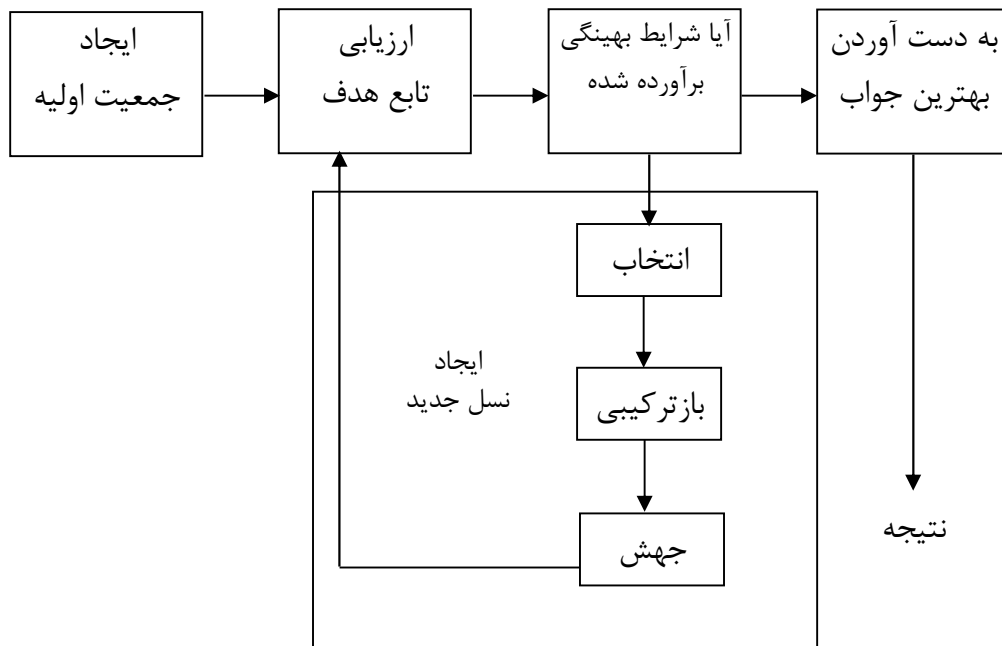 ایجاد
جمعیت اولیه
ارزیابی
تابع هدف
آیا شرایط بهینگی
برآورده شده
به دست آوردن
بهترین جواب
انتخاب
بازترکیبی
جهش
ایجاد
نسل جدید
نتیجه